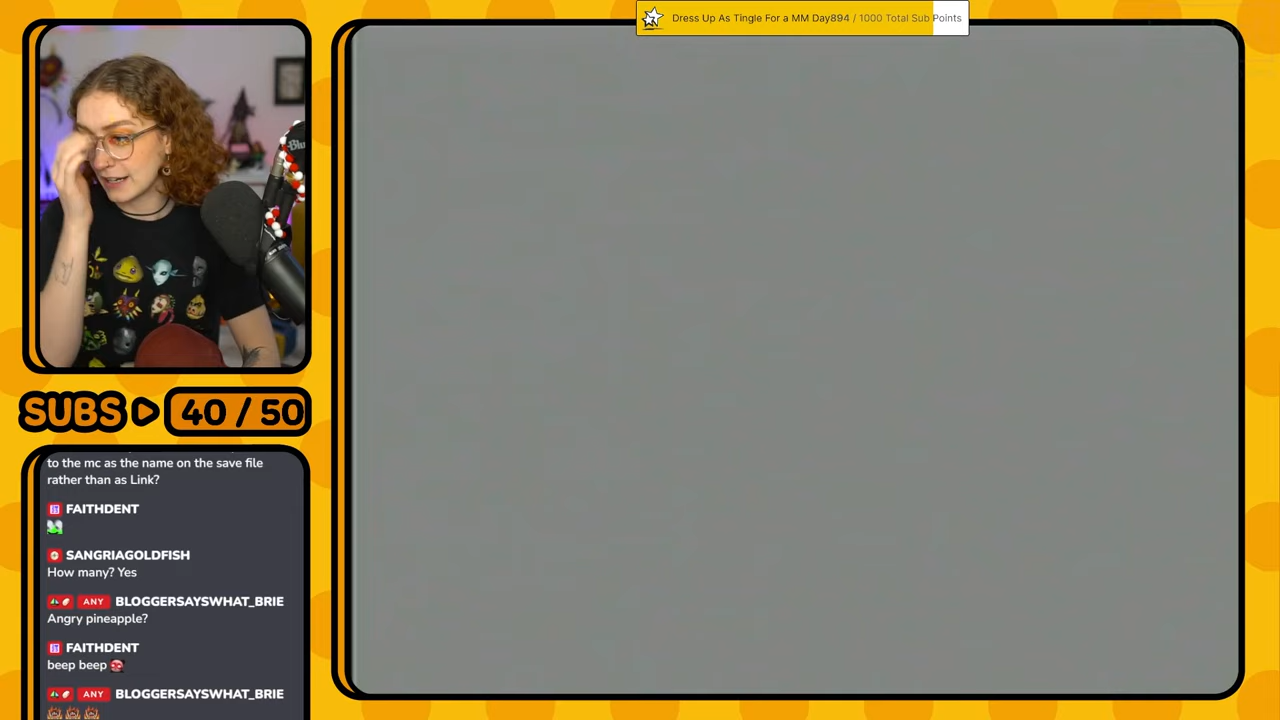 Dress Up As Tingle For a MM Day894 / 1000 Total Sub Points
SUBS 40 / 50
to the mc as the name on the save file
rather than as Link?
FAITHDENT
SANGRIAGOLDFISH
How many? Yes
ANY BLOGGERSAYSWHAT_BRIE
Angry pineapple?
FAITHDENT
beep beep
ANY BLOGGERSAYSWHAT_BRIE